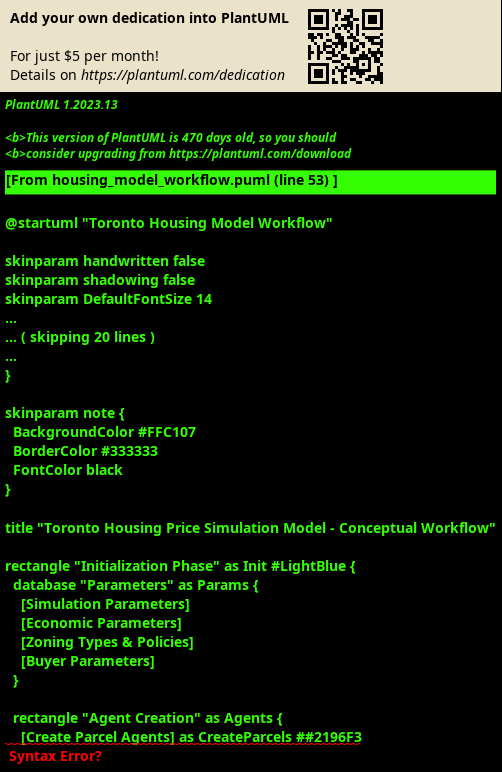 Add your own dedication into PlantUML
For just $5 per month!
Details on https://plantuml.com/dedication
PlantUML 1.2023.13
<b>This version of PlantUML is 470 days old, so you should
<b>consider upgrading from https://plantuml.com/download
[From housing_model_workflow.puml (line 53) ]
@startuml "Toronto Housing Model Workflow"
skinparam handwritten false
skinparam shadowing false
skinparam DefaultFontSize 14
...
... ( skipping 20 lines )
...
}
skinparam note {
BackgroundColor #FFC107
BorderColor #333333
FontColor black
}
title "Toronto Housing Price Simulation Model - Conceptual Workflow"
rectangle "Initialization Phase" as Init #LightBlue {
database "Parameters" as Params {
[Simulation Parameters]
[Economic Parameters]
[Zoning Types & Policies]
[Buyer Parameters]
}
rectangle "Agent Creation" as Agents {
[Create Parcel Agents] as CreateParcels ##2196F3
Syntax Error?